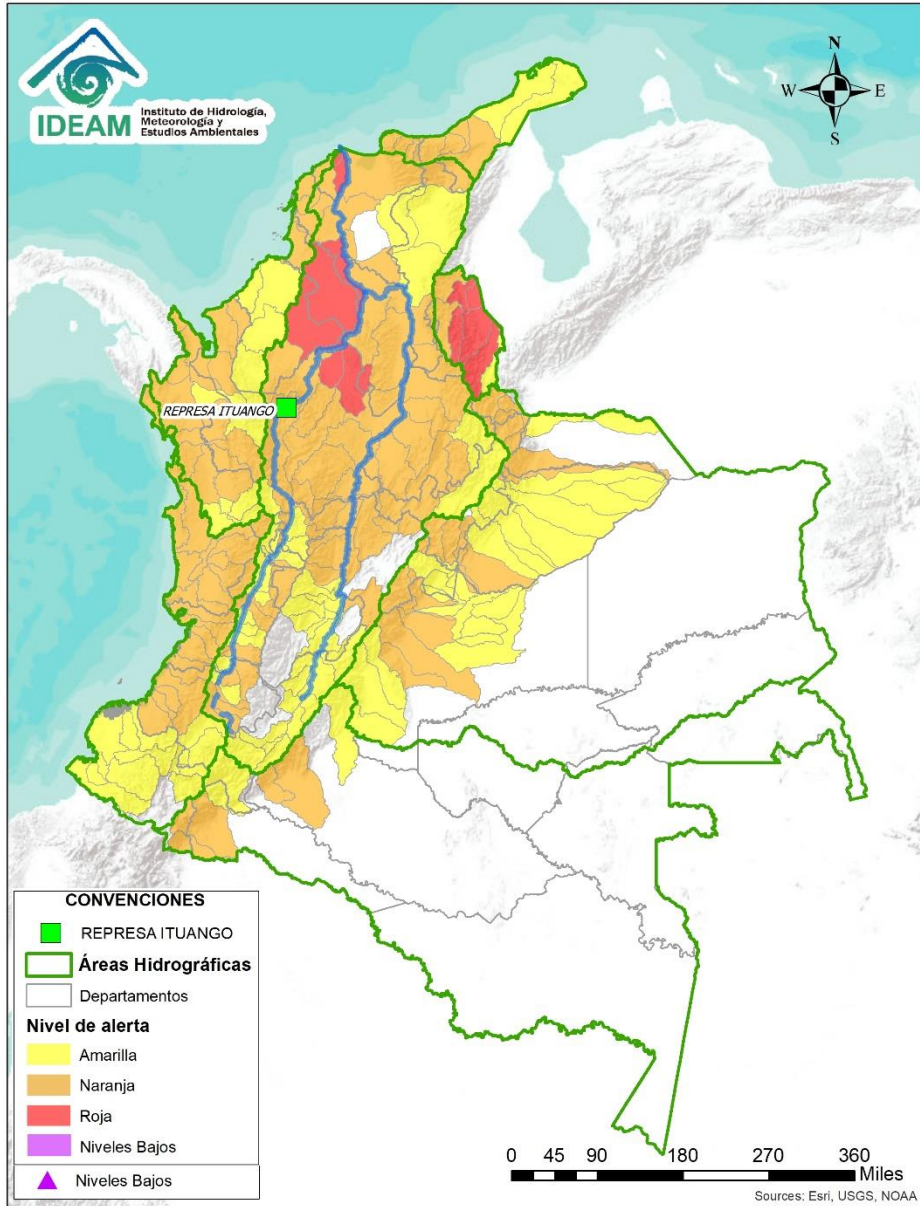 IDEAM
Instituto de Hidrología,
Meteorología y
Estudios Ambientales
N
W
E
S
REPRESA ITUANGO
CONVENCIONES
REPRESA ITUANGO
Áreas Hidrográficas
Departamentos
Nivel de alerta
Amarilla
Naranja
Roja
Niveles Bajos
Niveles Bajos
0 45 90 180 270 360
Miles
Sources: Esri, USGS, NOAA